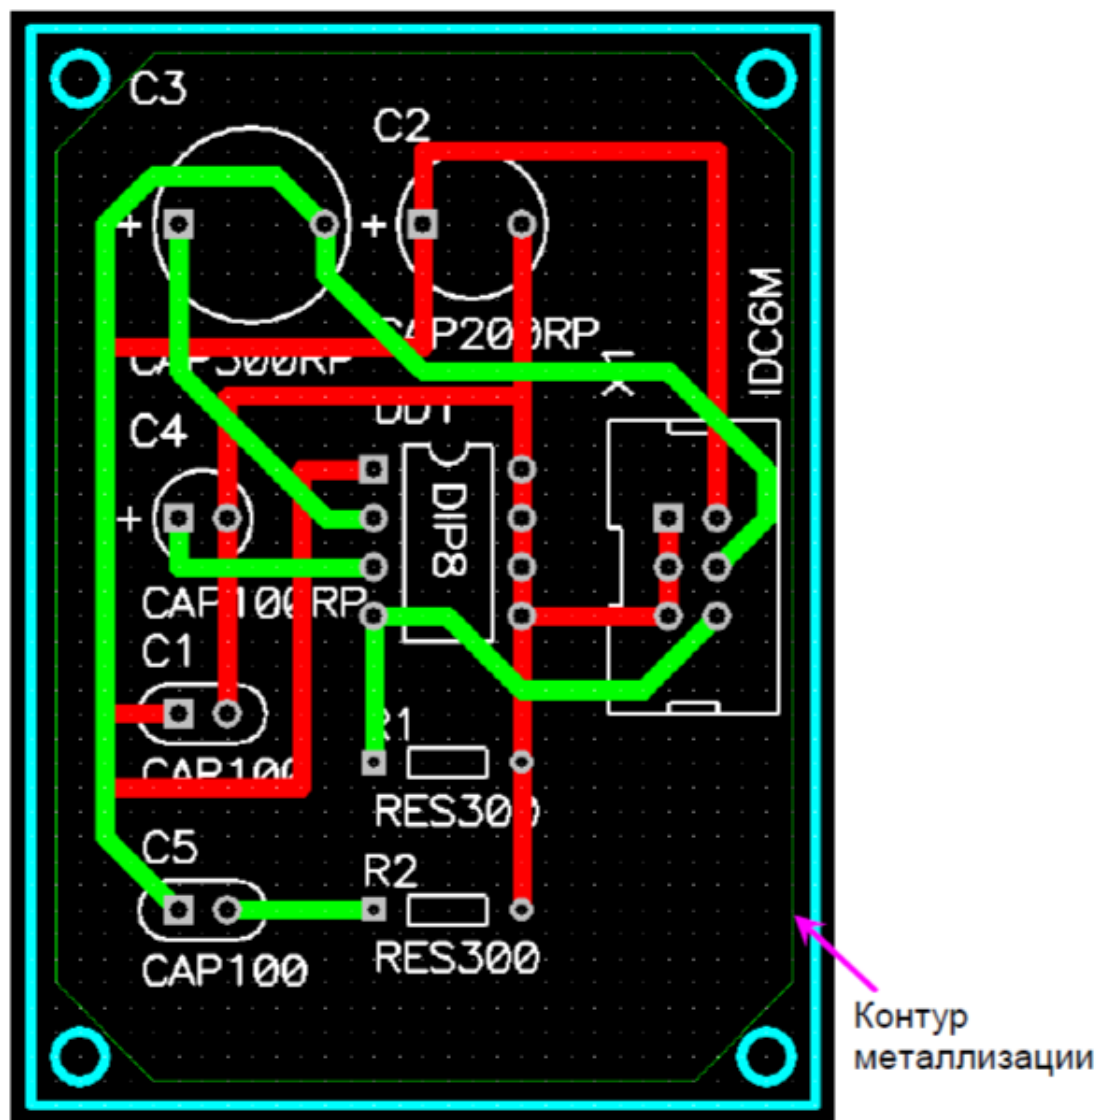 C3
C2
+
+
IDC6M
CAP200RP
CAP300RP
X1
DD1
C4
DIP8
+
CAP100RP
C1
R1
CAP100
RES300
C5
R2
RES300
CAP100
Контур
металлизации